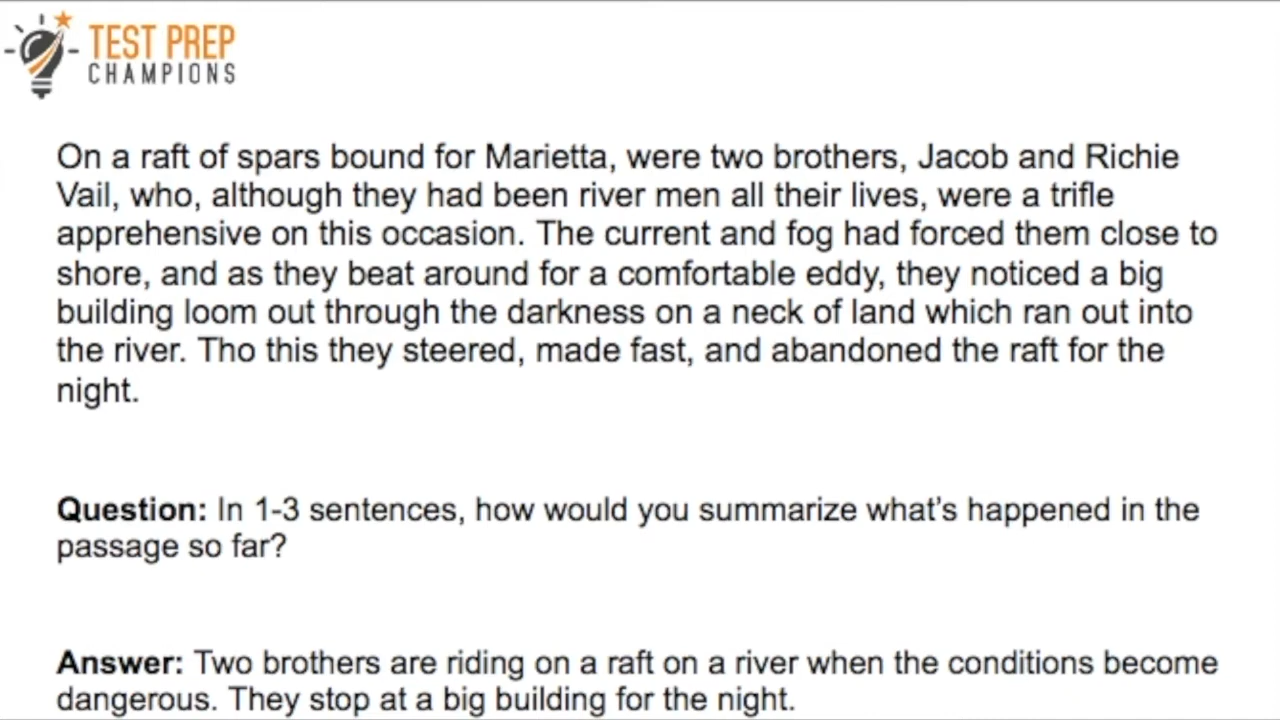 TEST PREP
CHAMPIONS
On a raft of spars bound for Marietta, were two brothers, Jacob and Richie
Vail, who, although they had been river men all their lives, were a trifle
apprehensive on this occasion. The current and fog had forced them close to
shore, and as they beat around for a comfortable eddy, they noticed a big
building loom out through the darkness on a neck of land which ran out into
the river. Tho this they steered, made fast, and abandoned the raft for the
night.
Question: In 1-3 sentences, how would you summarize what's happened in the
passage so far?
Answer: Two brothers are riding on a raft on a river when the conditions become
dangerous. They stop at a big building for the night.